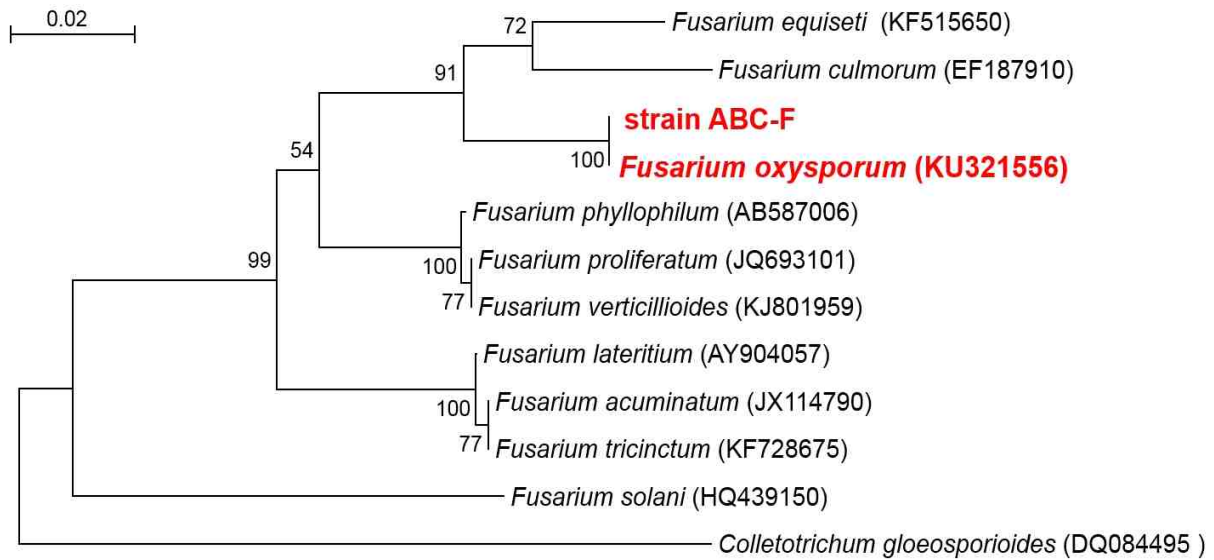 0.02
72
Fusarium equiseti (KF515650)
Fusarium culmorum (EF187910)
91
strain ABC-F
100
Fusarium oxysporum (KU321556)
54
Fusarium phyllophilum (AB587006)
100
Fusarium proliferatum (JQ693101)
77
Fusarium verticillioides (KJ801959)
99
Fusarium lateritium (AY904057)
100
Fusarium acuminatum (JX114790)
77
Fusarium tricinctum (KF728675)
Fusarium solani (HQ439150)
Colletotrichum gloeosporioides (DQ084495 )